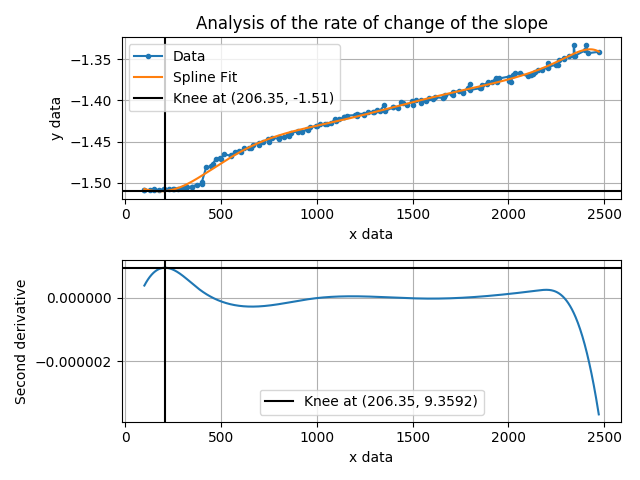 Analysis of the rate of change of the slope
−1.35
−1.40
−1.45
−1.50
y data
Data
Spline Fit
Knee at (206.35, -1.51)
0 500 1000 1500 2000 2500
x data
0.000000
−0.000002
Second derivative
Knee at (206.35, 9.3592)
0 500 1000 1500 2000 2500
x data